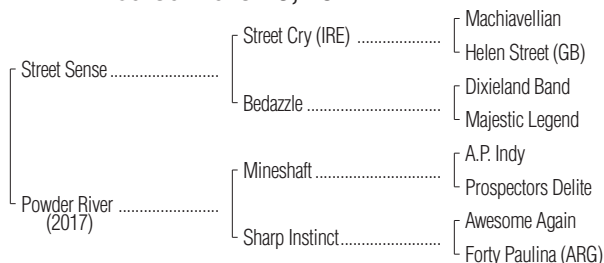 Machiavellian
Street Cry (IRE) ....................
Helen Street (GB)
Street Sense ..........................
Dixieland Band
Bedazzle ................................
Majestic Legend
A.P. Indy
Mineshaft ..............................
Prospectors Delite
Powder River ........................
(2017)
Awesome Again
Sharp Instinct........................
Forty Paulina (ARG)